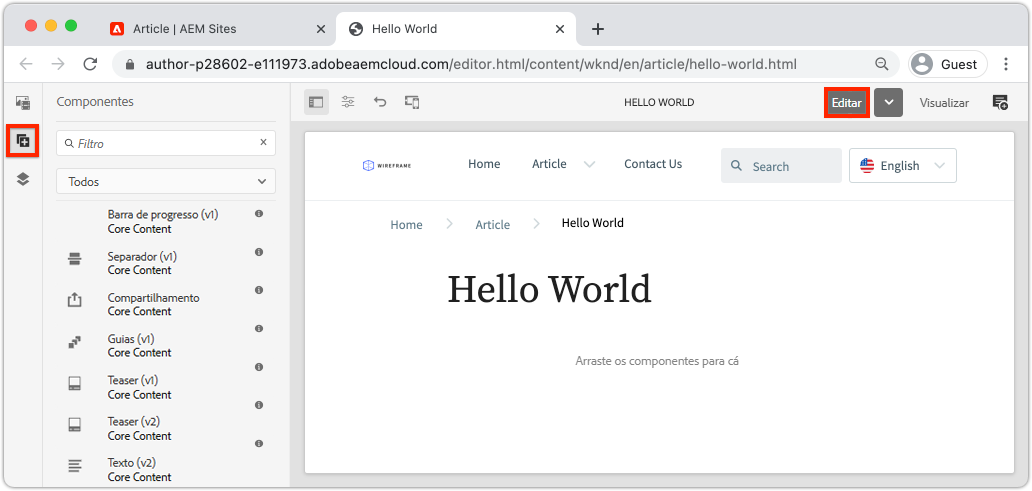 Article | AEM Sites
Hello World
author-p28602-e111973.adobeaemcloud.com/editor.html/content/wknd/en/article/hello-world.html
Guest
Componentes
HELLO WORLD
Editar
Visualizar
Filtro
Todos
Barra de progresso (v1)
Core Content
Separador (v1)
Core Content
Compartilhamento
Core Content
Guias (v1)
Core Content
Teaser (v1)
Core Content
Teaser (v2)
Core Content
Texto (v2)
Core Content
WIREFRAME
Home
Article
Contact Us
Search
English
Home
Article
Hello World
Hello World
Arraste os componentes para cá